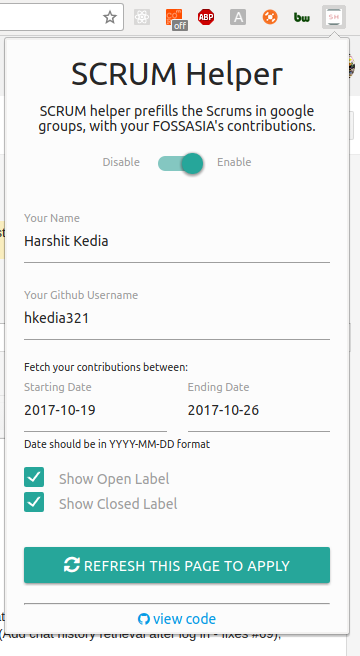 off
ABP
A
bw
SH
SCRUM Helper
SCRUM helper prefills the Scrums in google
groups, with your FOSSASIA's contributions.
Disable Enable
Your Name
Harshit Kedia
Your Github Username
hkedia321
Fetch your contributions between:
Starting Date Ending Date
2017-10-19 2017-10-26
Date should be in YYYY-MM-DD format
Show Open Label
Show Closed Label
REFRESH THIS PAGE TO APPLY
view code
(Add chat history retrieval after log in - fixes #69);